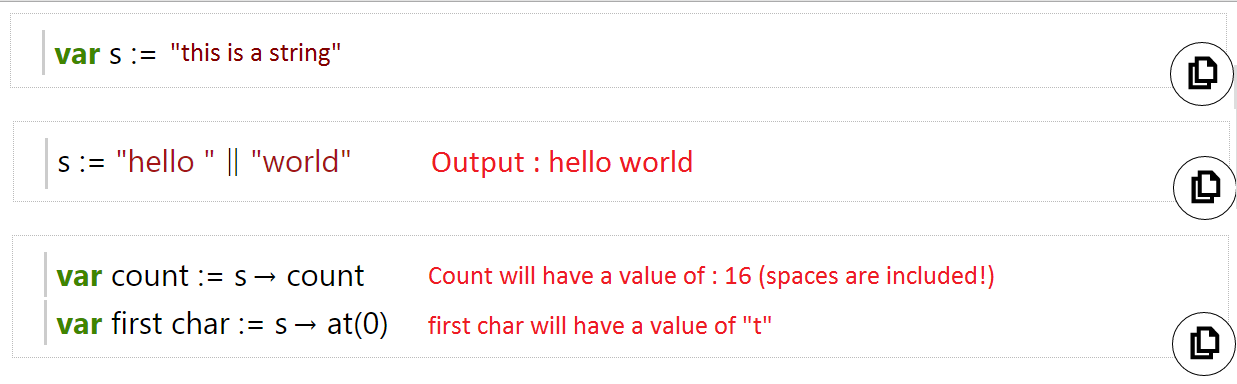 var s := "this is a string"
s := "hello " || "world" Output : hello world
var count := s → count Count will have a value of : 16 (spaces are included!)
var first char := s → at(0) first char will have a value of "t"